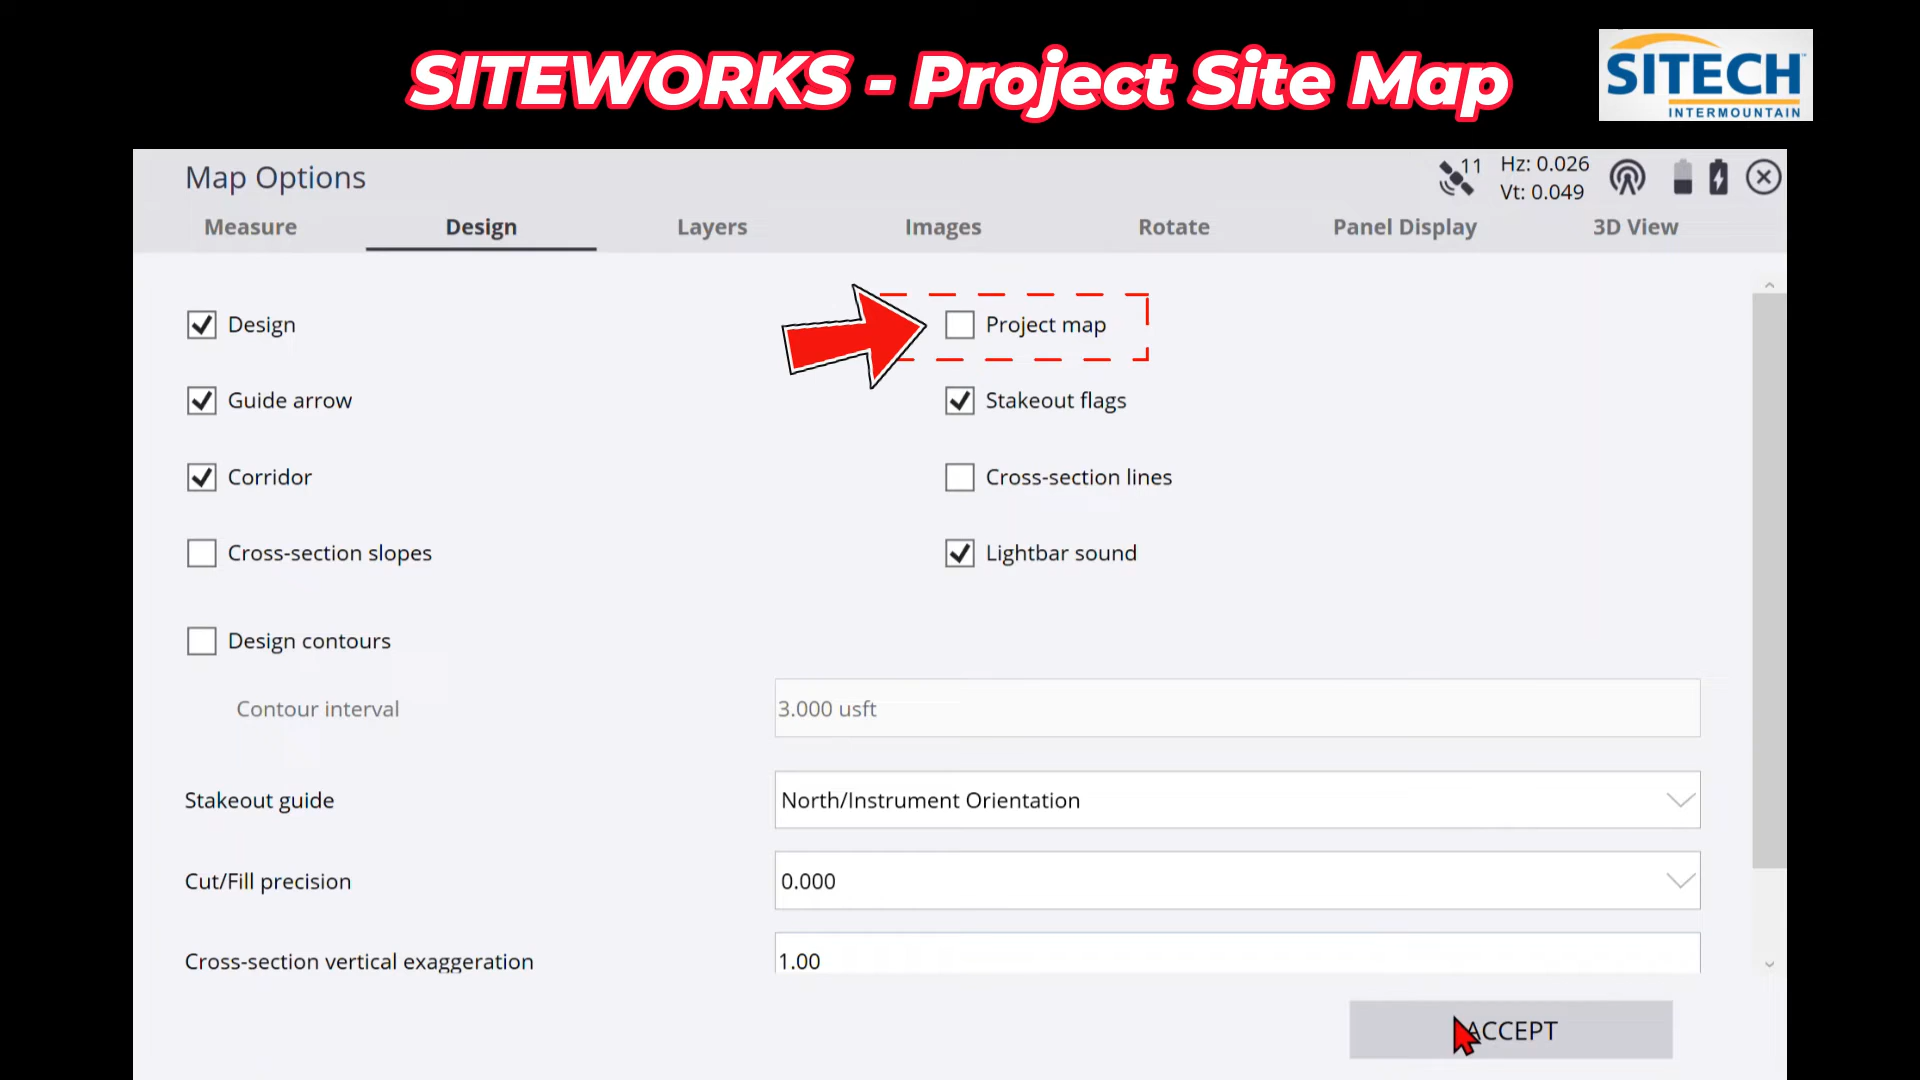 SITEWORKS - Project Site Map
SITECH
INTERMOUNTAIN
Map Options
11
Hz: 0.026
Vt: 0.049
Measure
Design
Layers
Images
Rotate
Panel Display
3D View
Design
Project map
Guide arrow
Stakeout flags
Corridor
Cross-section lines
Cross-section slopes
Lightbar sound
Design contours
Contour interval
3.000 usft
Stakeout guide
North/Instrument Orientation
Cut/Fill precision
0.000
Cross-section vertical exaggeration
1.00
ACCEPT